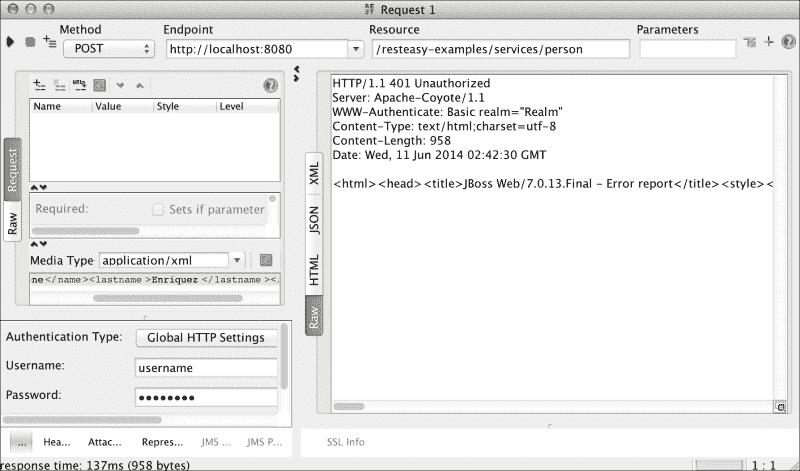 Request 1
Method
Endpoint
Resource
Parameters
POST
http://localhost:8080
/resteasy-examples/services/person
Name Value Style Level
Required: Sets if parameter
Media Type application/xml
ne</name><lastname>Enriquez</lastname></
Request
Raw
Authentication Type: Global HTTP Settings
Username: username
Password: ●●●●●●●●
... Hea... Attac... Repres... JMS ... JMS P...
XML
JSON
HTML
Raw
HTTP/1.1 401 Unauthorized
Server: Apache-Coyote/1.1
WWW-Authenticate: Basic realm="Realm"
Content-Type: text/html;charset=utf-8
Content-Length: 958
Date: Wed, 11 Jun 2014 02:42:30 GMT
<html><head><title>JBoss Web/7.0.13.Final - Error report</title><style><
SSL Info
response time: 137ms (958 bytes)
1 : 1